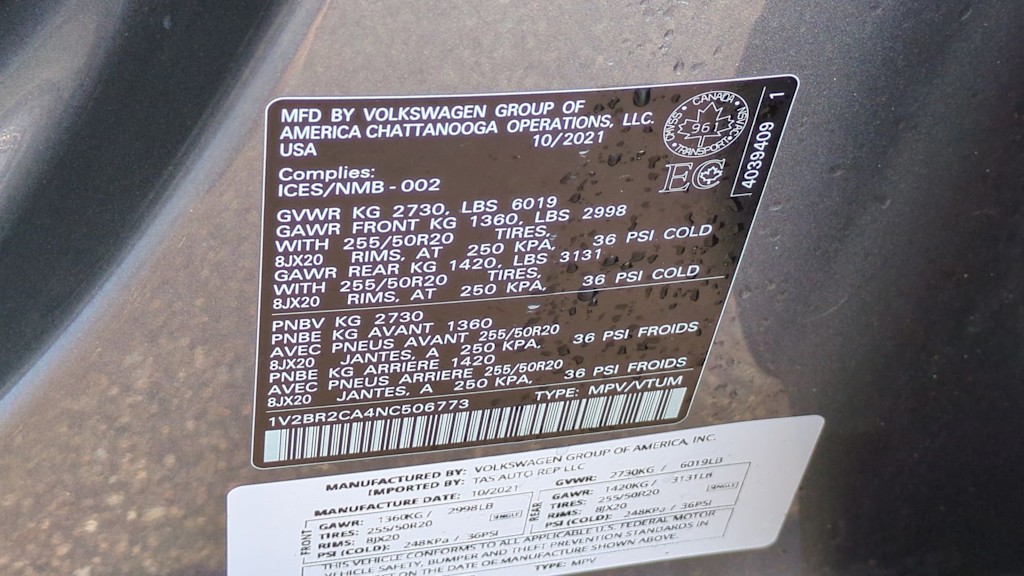 MFD BY VOLKSWAGEN GROUP OF
AMERICA CHATTANOOGA OPERATIONS, LLC.
USA 10/2021
CANADA
961
TRANSPORT
EC
4039409 1
Complies:
ICES/NMB - 002
GVWR KG 2730, LBS 6019
GAWR FRONT KG 1360, LBS 2998
WITH 255/50R20 TIRES,
8JX20 RIMS, AT 250 KPA, 36 PSI COLD
GAWR REAR KG 1420, LBS 3131
WITH 255/50R20 TIRES,
8JX20 RIMS, AT 250 KPA, 36 PSI COLD
PNBV KG 2730
PNBE KG AVANT 1360
AVEC PNEUS AVANT 255/50R20
8JX20 JANTES, A 250 KPA, 36 PSI FROIDS
PNBE KG ARRIERE 1420
AVEC PNEUS ARRIERE 255/50R20
8JX20 JANTES, A 250 KPA, 36 PSI FROIDS
1V2BR2CA4NC506773 TYPE: MPV/VTUM
MANUFACTURED BY: VOLKSWAGEN GROUP OF AMERICA, INC.
IMPORTED BY: TAS AUTO REP LLC
MANUFACTURE DATE: 10/2021 GVWR: 2730KG / 6019LB
FRONT
GAWR: 1360KG / 2998LB
TIRES: 255/50R20 SINGLE
RIMS: 8JX20
PSI (COLD): 248KPa / 36PSI
REAR
GAWR: 1420KG / 3131LB
TIRES: 255/50R20 SINGLE
RIMS: 8JX20
PSI (COLD): 248KPa / 36PSI
THIS VEHICLE CONFORMS TO ALL APPLICABLE U.S. FEDERAL MOTOR
VEHICLE SAFETY, BUMPER AND THEFT PREVENTION STANDARDS IN
EFFECT ON THE DATE OF MANUFACTURE SHOWN ABOVE.
TYPE: MPV